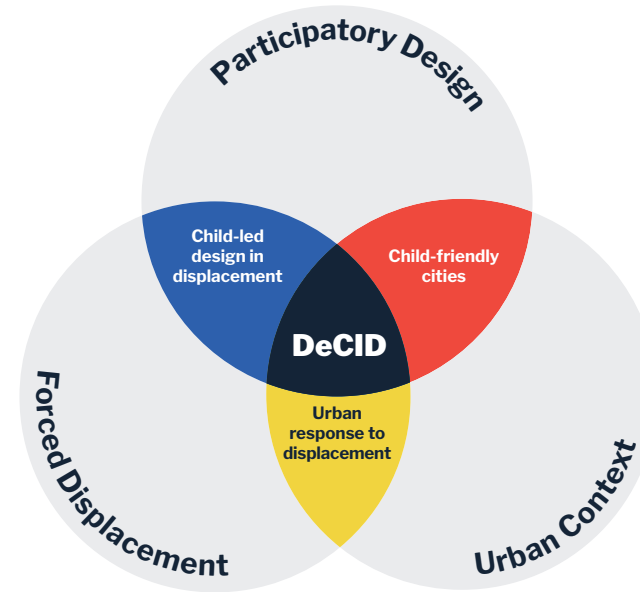 Participatory Design
Child-led
design in
displacement
Child-friendly
cities
DeCID
Urban
response to
displacement
Forced Displacement
Urban Context